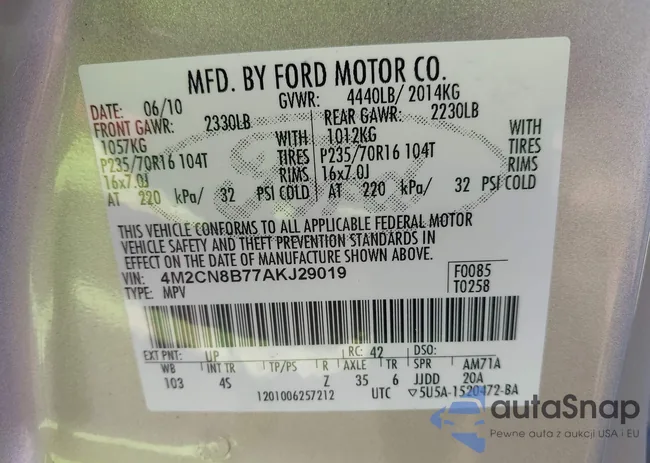 MFD. BY FORD MOTOR CO.
DATE: 06/10 GVWR: 4440LB/ 2014KG
FRONT GAWR: 2330LB REAR GAWR: 2230LB
1057KG WITH 1012KG WITH
P235/70R16 104T TIRES P235/70R16 104T TIRES
16x7.0J RIMS 16x7.0J RIMS
AT 220 kPa/ 32 PSI COLD AT 220 kPa/ 32 PSI COLD
THIS VEHICLE CONFORMS TO ALL APPLICABLE FEDERAL MOTOR
VEHICLE SAFETY AND THEFT PREVENTION STANDARDS IN
EFFECT ON THE DATE OF MANUFACTURE SHOWN ABOVE.
VIN: 4M2CN8B77AKJ29019 F0085
TYPE: MPV T0258
EXT PNT: UP RC: 42 DSO:
WB INT TR TP/PS R AXLE TR SPR AM71A
103 4S Z 35 6 JJDD 20A
1201006257212 UTC ▽5U5A-1520472-BA
autaSnap
Pewne auta z aukcji USA i EU